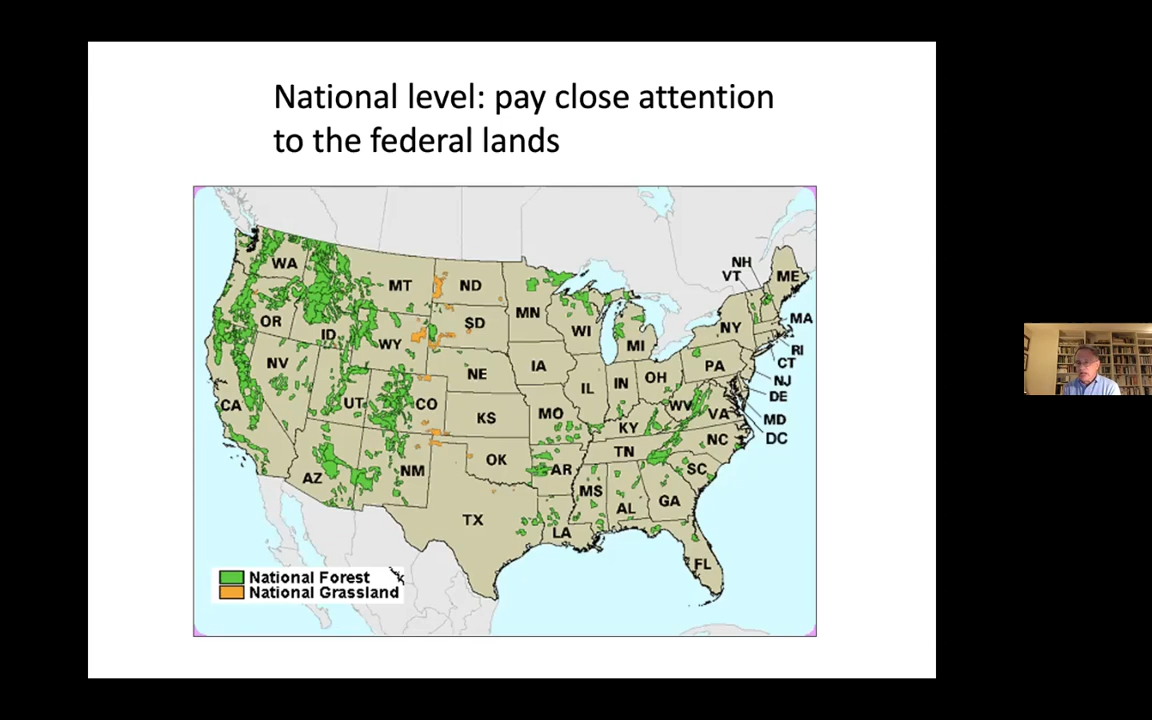 National level: pay close attention
to the federal lands
WA
MT
ND
MN
WI
MI
NH
VT
ME
OR
ID
SD
WY
NY
MA
RI
CT
NV
UT
CO
NE
IA
IL
IN
OH
PA
NJ
DE
CA
KS
MO
KY
WV
VA
MD
DC
AZ
NM
OK
AR
TN
NC
SC
TX
LA
MS
AL
GA
FL
National Forest
National Grassland